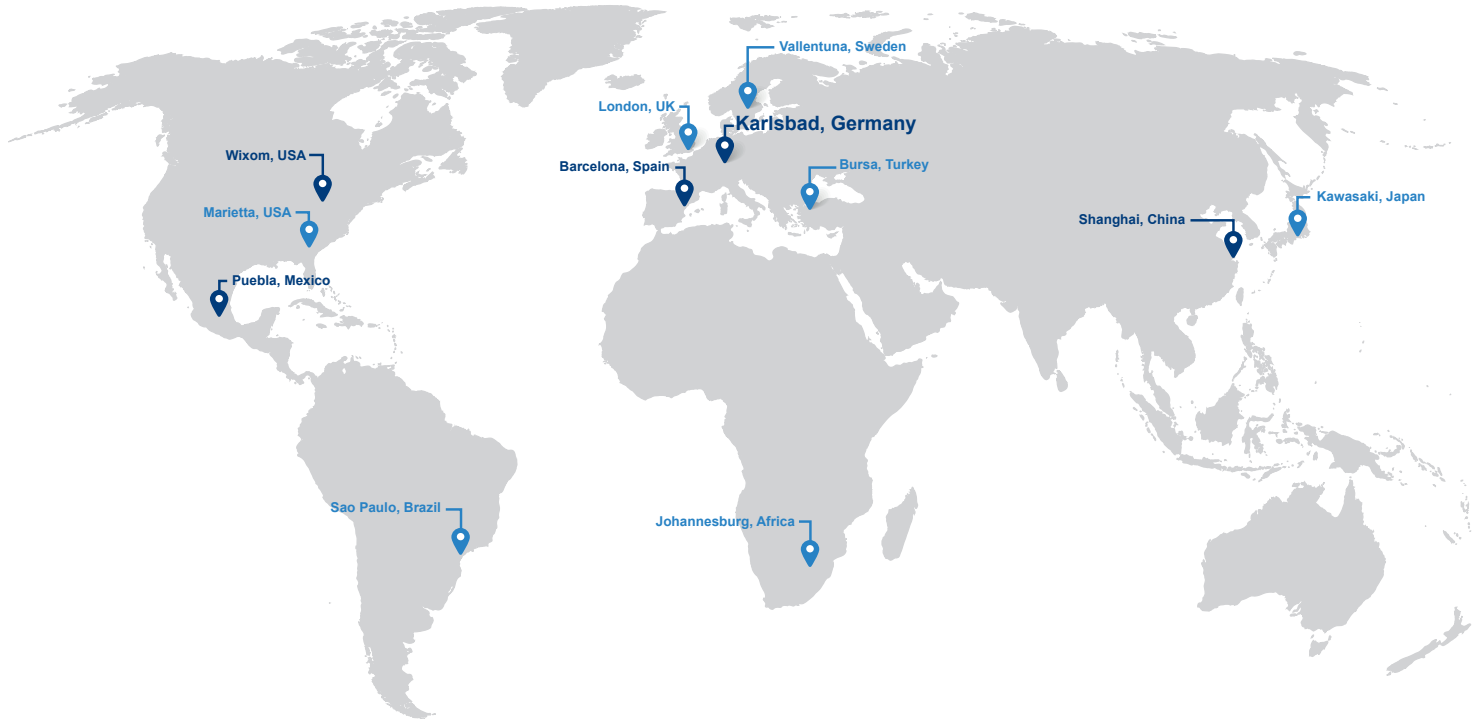 Vallentuna, Sweden
London, UK
Karlsbad, Germany
Wixom, USA
Barcelona, Spain
Bursa, Turkey
Kawasaki, Japan
Marietta, USA
Shanghai, China
Puebla, Mexico
Sao Paulo, Brazil
Johannesburg, Africa